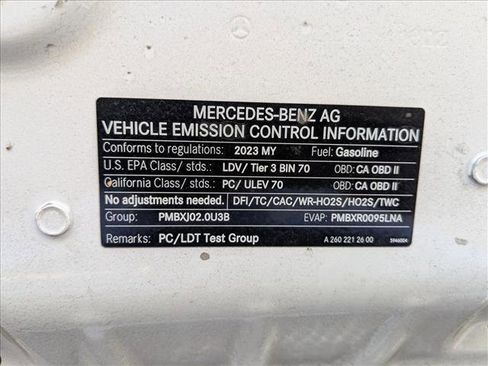 MERCEDES-BENZ AG
VEHICLE EMISSION CONTROL INFORMATION
Conforms to regulations: 2023 MY Fuel: Gasoline
U.S. EPA Class/ stds.: LDV/ Tier 3 BIN 70 OBD: CA OBD II
California Class/ stds.: PC/ ULEV 70 OBD: CA OBD II
No adjustments needed. DFI/TC/CAC/WR-HO2S/HO2S/TWC
Group: PMBXJ02.0U3B EVAP: PMBXR0095LNA
Remarks: PC/LDT Test Group A 260 221 26 00